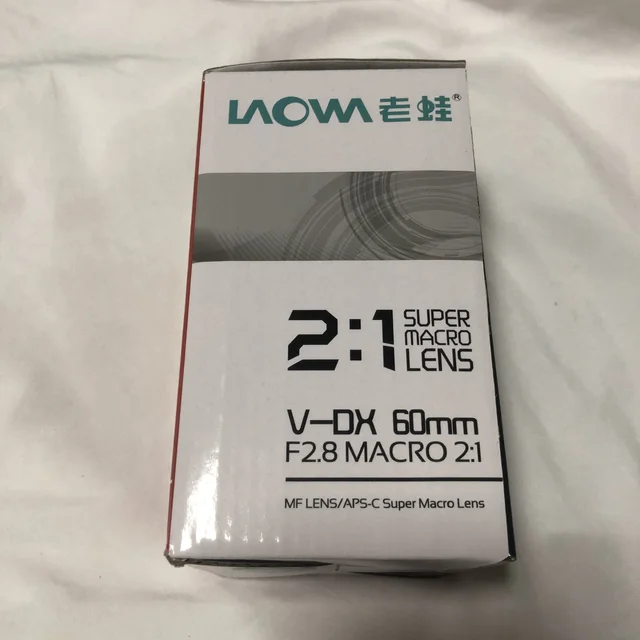 LAOWA 老蛙®
2:1 SUPER
MACRO
LENS
V-DX 60mm
F2.8 MACRO 2:1
MF LENS/APS-C Super Macro Lens